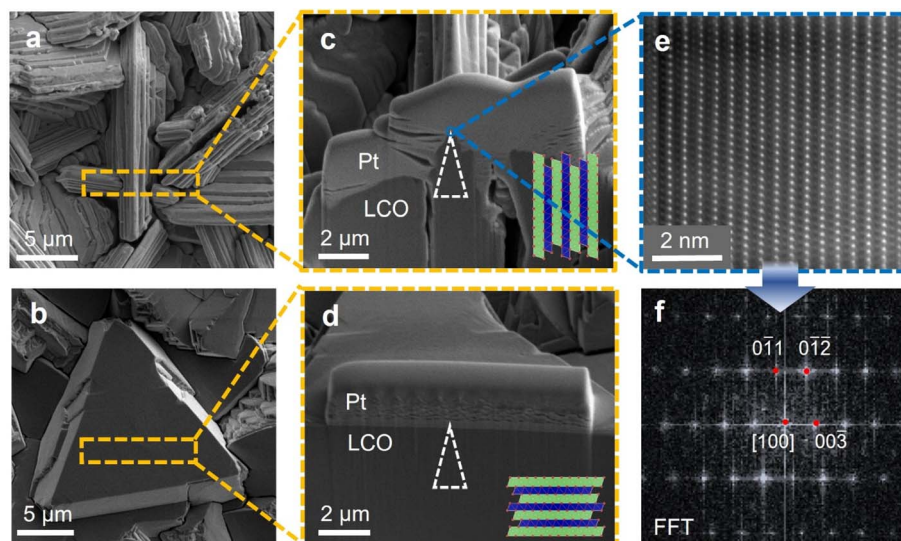 a
5 µm
c
Pt
LCO
2 µm
e
2 nm
b
5 µm
d
Pt
LCO
2 µm
f
01̅1 01̅2̅
[100] 003̅
FFT